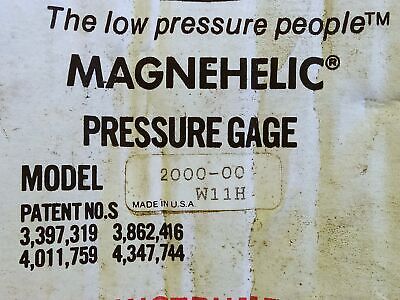 The low pressure people™
MAGNEHELIC®
PRESSURE GAGE
MODEL 2000-00
W11H
MADE IN U.S.A.
PATENT NO.S
3,397,319 3,862,416
4,011,759 4,347,744